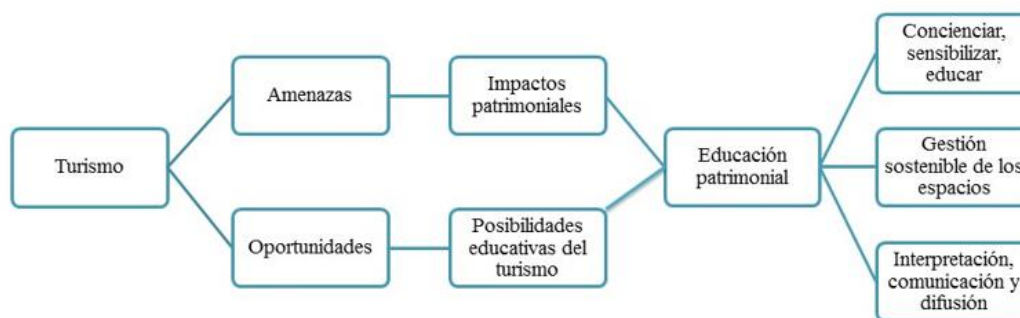 Turismo
Amenazas
Oportunidades
Impactos
patrimoniales
Posibilidades
educativas del
turismo
Educación
patrimonial
Concienciar,
sensibilizar,
educar
Gestión
sostenible de los
espacios
Interpretación,
comunicación y
difusión